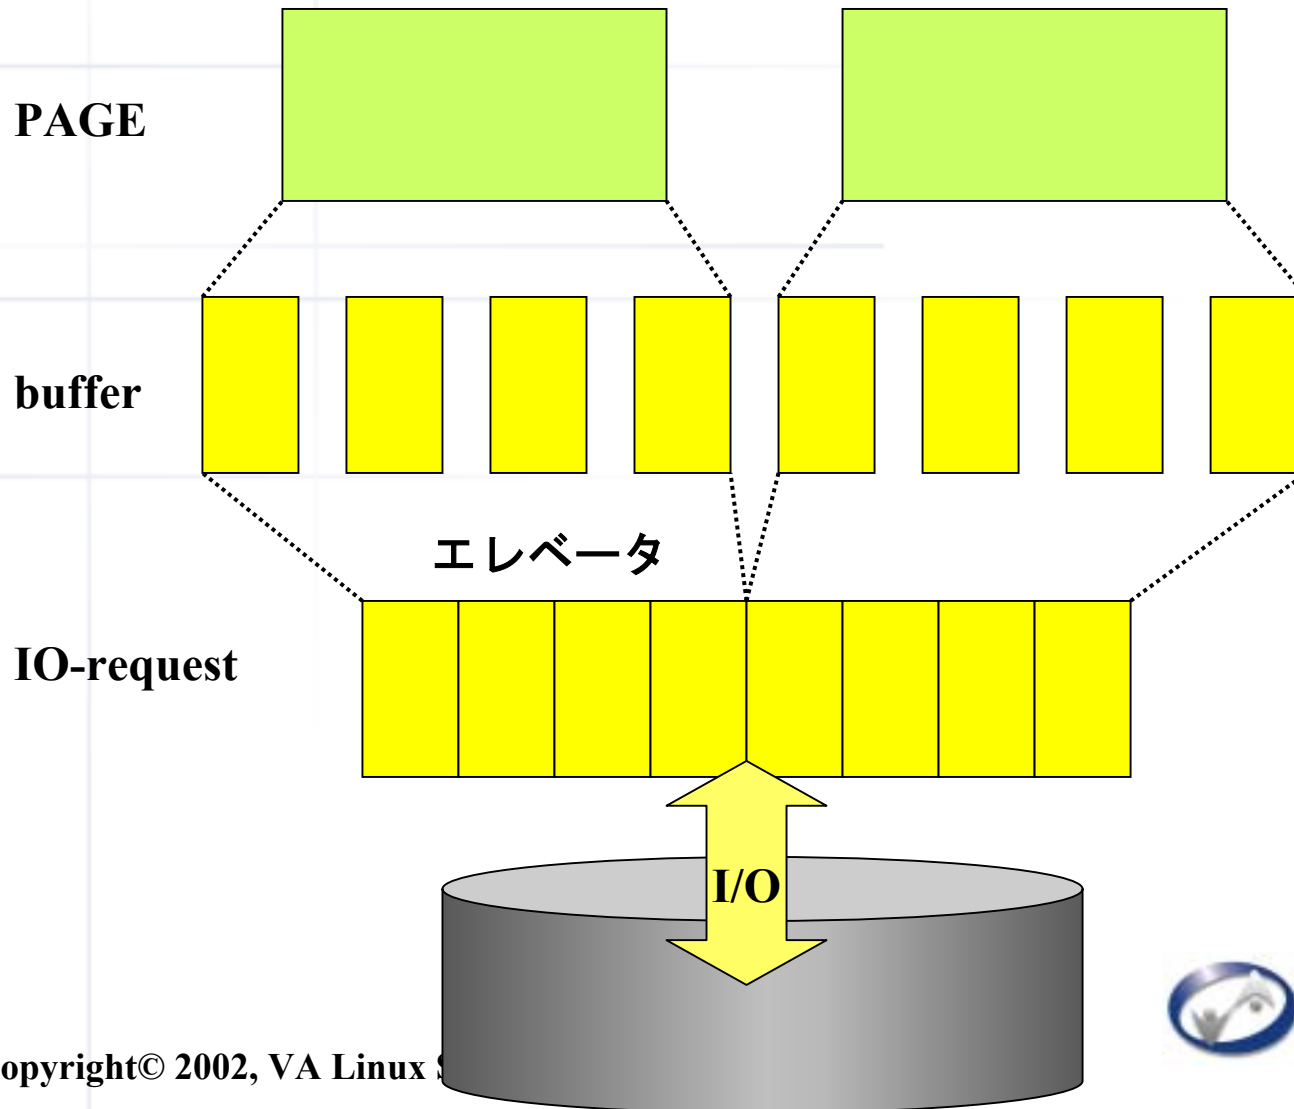 PAGE
buffer
エレベータ
IO-request
I/O
opyright© 2002, VA Linux